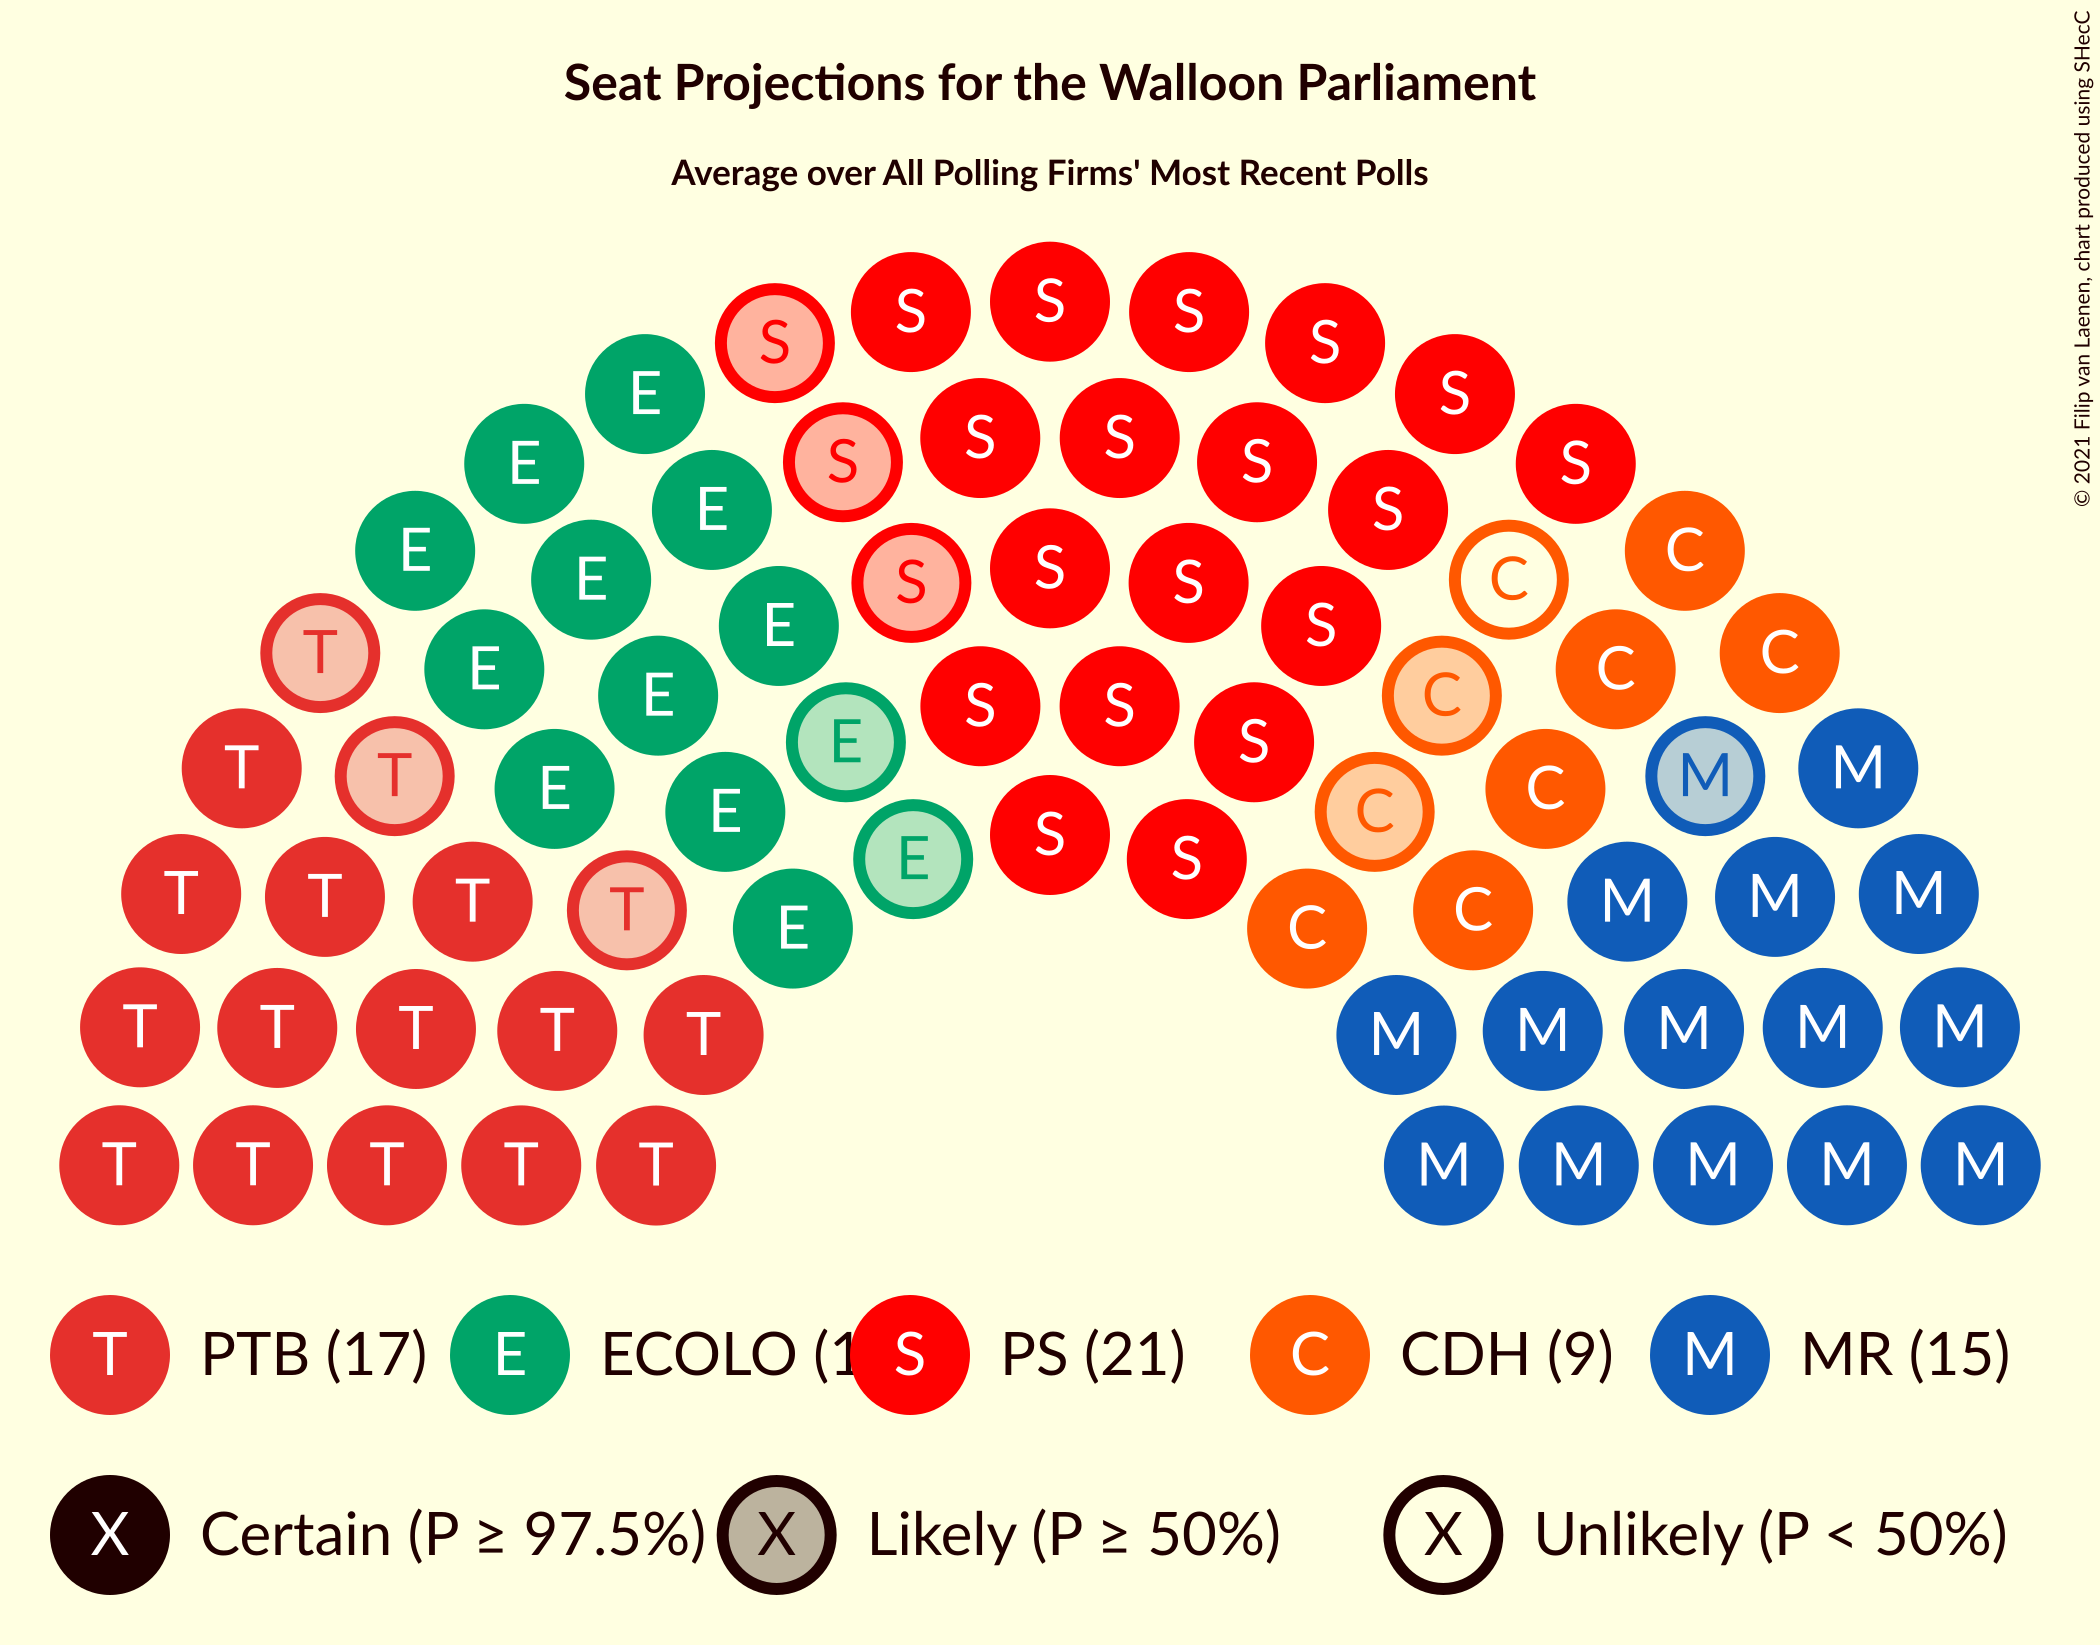 Seat Projections for the Walloon Parliament
Average over All Polling Firms' Most Recent Polls
© 2021 Filip van Laenen, chart produced using SHecC
S S S
S S
E S
S S
E S S S
E S
E C
E S S S C
E S
T C
E C
E S S C
E S
T T M M
E C
E C
S
E S
T T T M M M
T C
E C
T T T T T M M M M M
T T T T T M M M M M
T PTB (17) E ECOLO (1 S PS (21) C CDH (9) M MR (15)
X Certain (P ≥ 97.5%) X Likely (P ≥ 50%) X Unlikely (P < 50%)